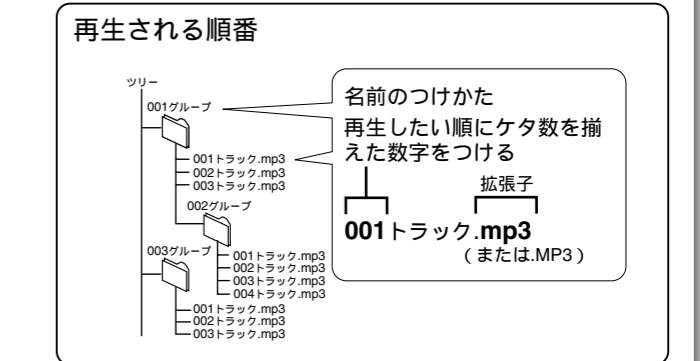 再生される順番
ツリー
001グループ
001トラック.mp3
002トラック.mp3
003トラック.mp3
002グループ
001トラック.mp3
002トラック.mp3
003トラック.mp3
004トラック.mp3
003グループ
001トラック.mp3
002トラック.mp3
003トラック.mp3
名前のつけかた
再生したい順にケタ数を揃
えた数字をつける
拡張子
001トラック.mp3
（または.MP3）